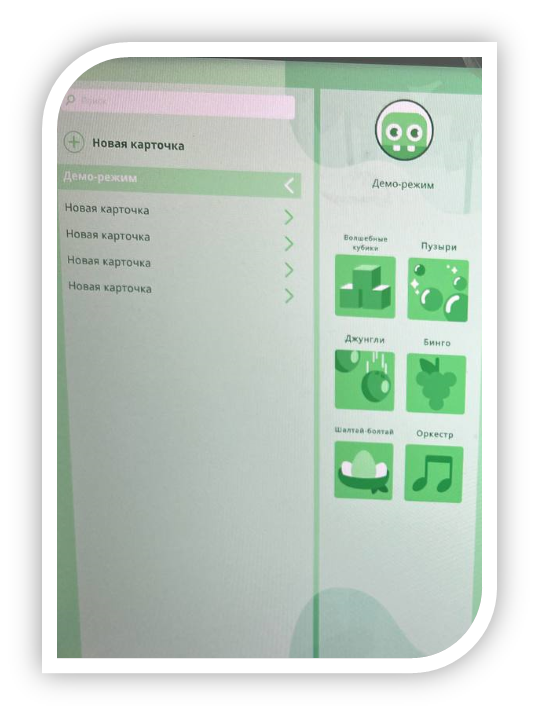 Поиск
Новая карточка
Демо-режим
Новая карточка
Новая карточка
Новая карточка
Новая карточка
Демо-режим
Волшебные
кубики
Пузыри
Джунгли
Бинго
Шалтай-болтай
Оркестр